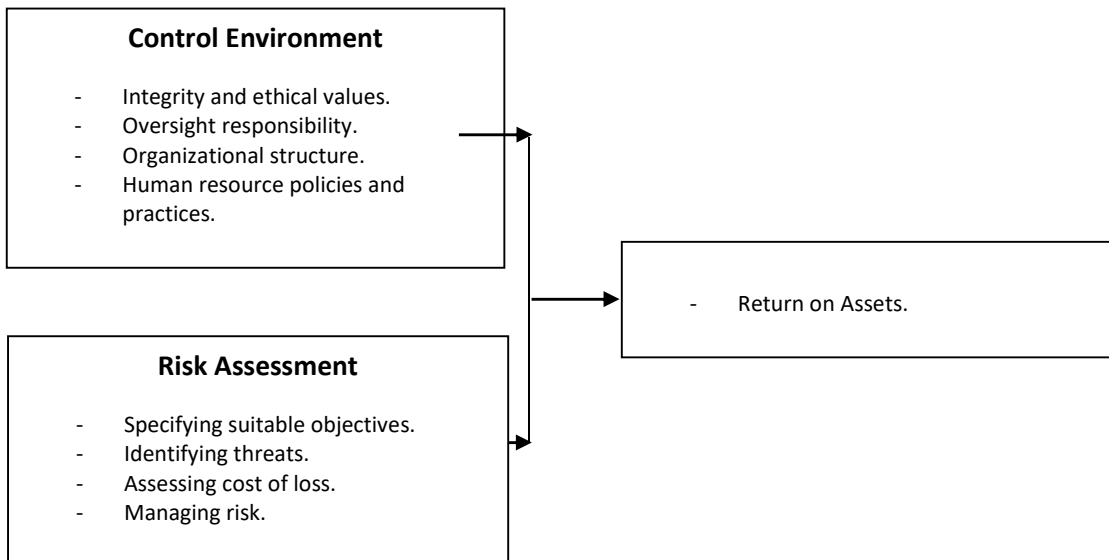 Control Environment
- Integrity and ethical values.
- Oversight responsibility.
- Organizational structure.
- Human resource policies and
practices.
- Return on Assets.
Risk Assessment
- Specifying suitable objectives.
- Identifying threats.
- Assessing cost of loss.
- Managing risk.